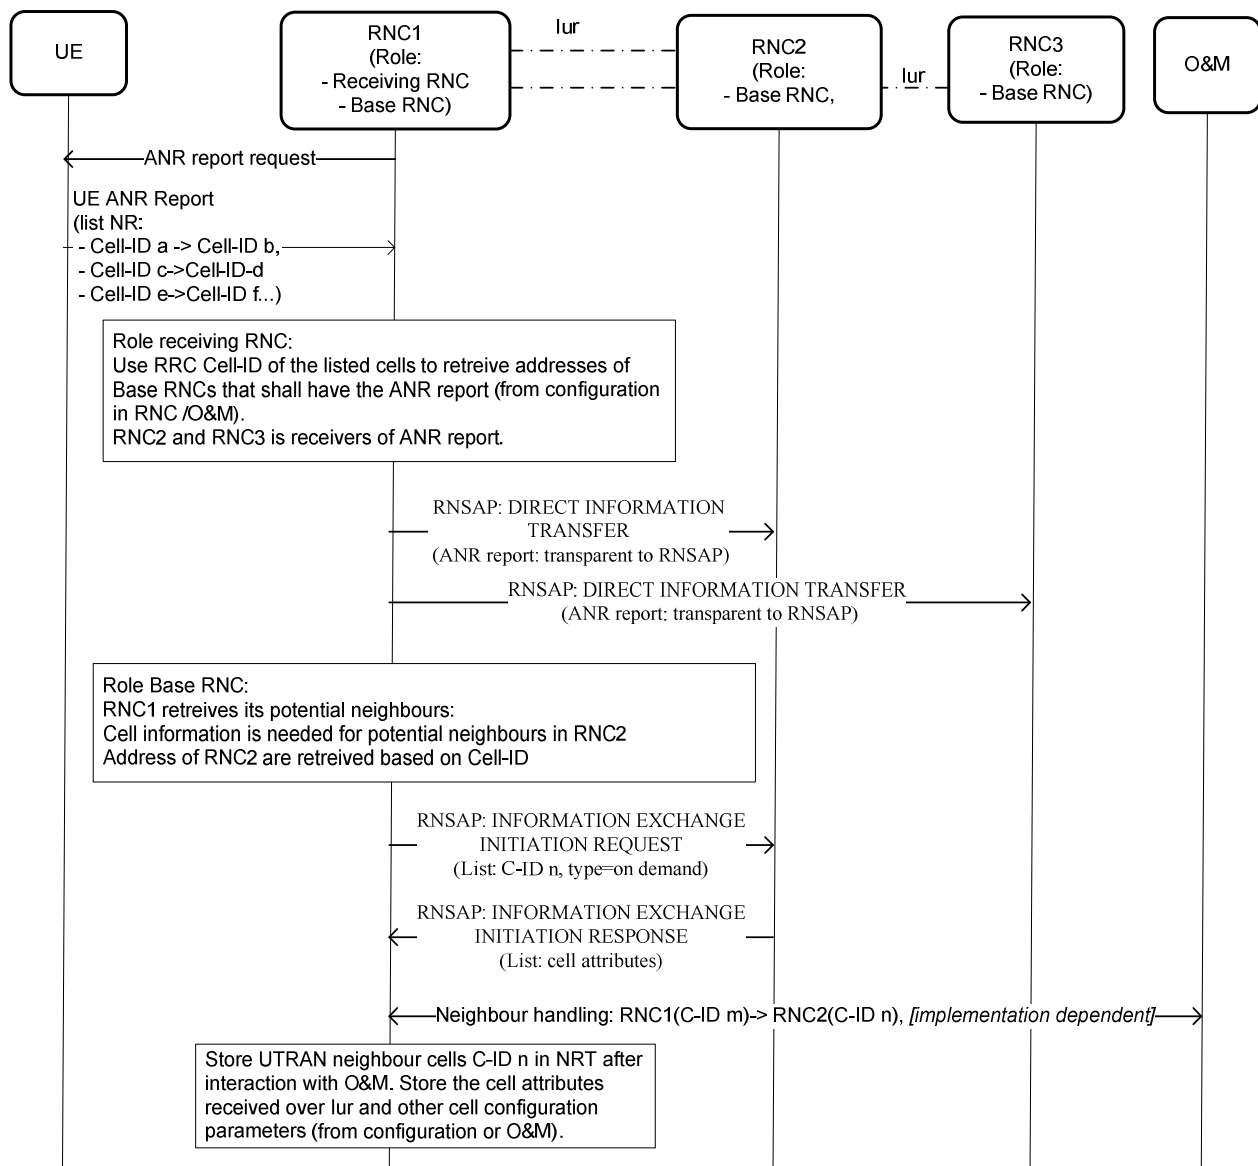 UE
RNC1
(Role:
- Receiving RNC
- Base RNC)
Iur
RNC2
(Role:
- Base RNC,
Iur
RNC3
(Role:
- Base RNC)
O&M
ANR report request
UE ANR Report
(list NR:
- Cell-ID a -> Cell-ID b,
- Cell-ID c->Cell-ID-d
- Cell-ID e->Cell-ID f...)
Role receiving RNC:
Use RRC Cell-ID of the listed cells to retreive addresses of
Base RNCs that shall have the ANR report (from configuration
in RNC /O&M).
RNC2 and RNC3 is receivers of ANR report.
RNSAP: DIRECT INFORMATION
TRANSFER
(ANR report: transparent to RNSAP)
RNSAP: DIRECT INFORMATION TRANSFER
(ANR report: transparent to RNSAP)
Role Base RNC:
RNC1 retreives its potential neighbours:
Cell information is needed for potential neighbours in RNC2
Address of RNC2 are retreived based on Cell-ID
RNSAP: INFORMATION EXCHANGE
INITIATION REQUEST
(List: C-ID n, type=on demand)
RNSAP: INFORMATION EXCHANGE
INITIATION RESPONSE
(List: cell attributes)
Neighbour handling: RNC1(C-ID m)-> RNC2(C-ID n), [implementation dependent]
Store UTRAN neighbour cells C-ID n in NRT after
interaction with O&M. Store the cell attributes
received over Iur and other cell configuration
parameters (from configuration or O&M).